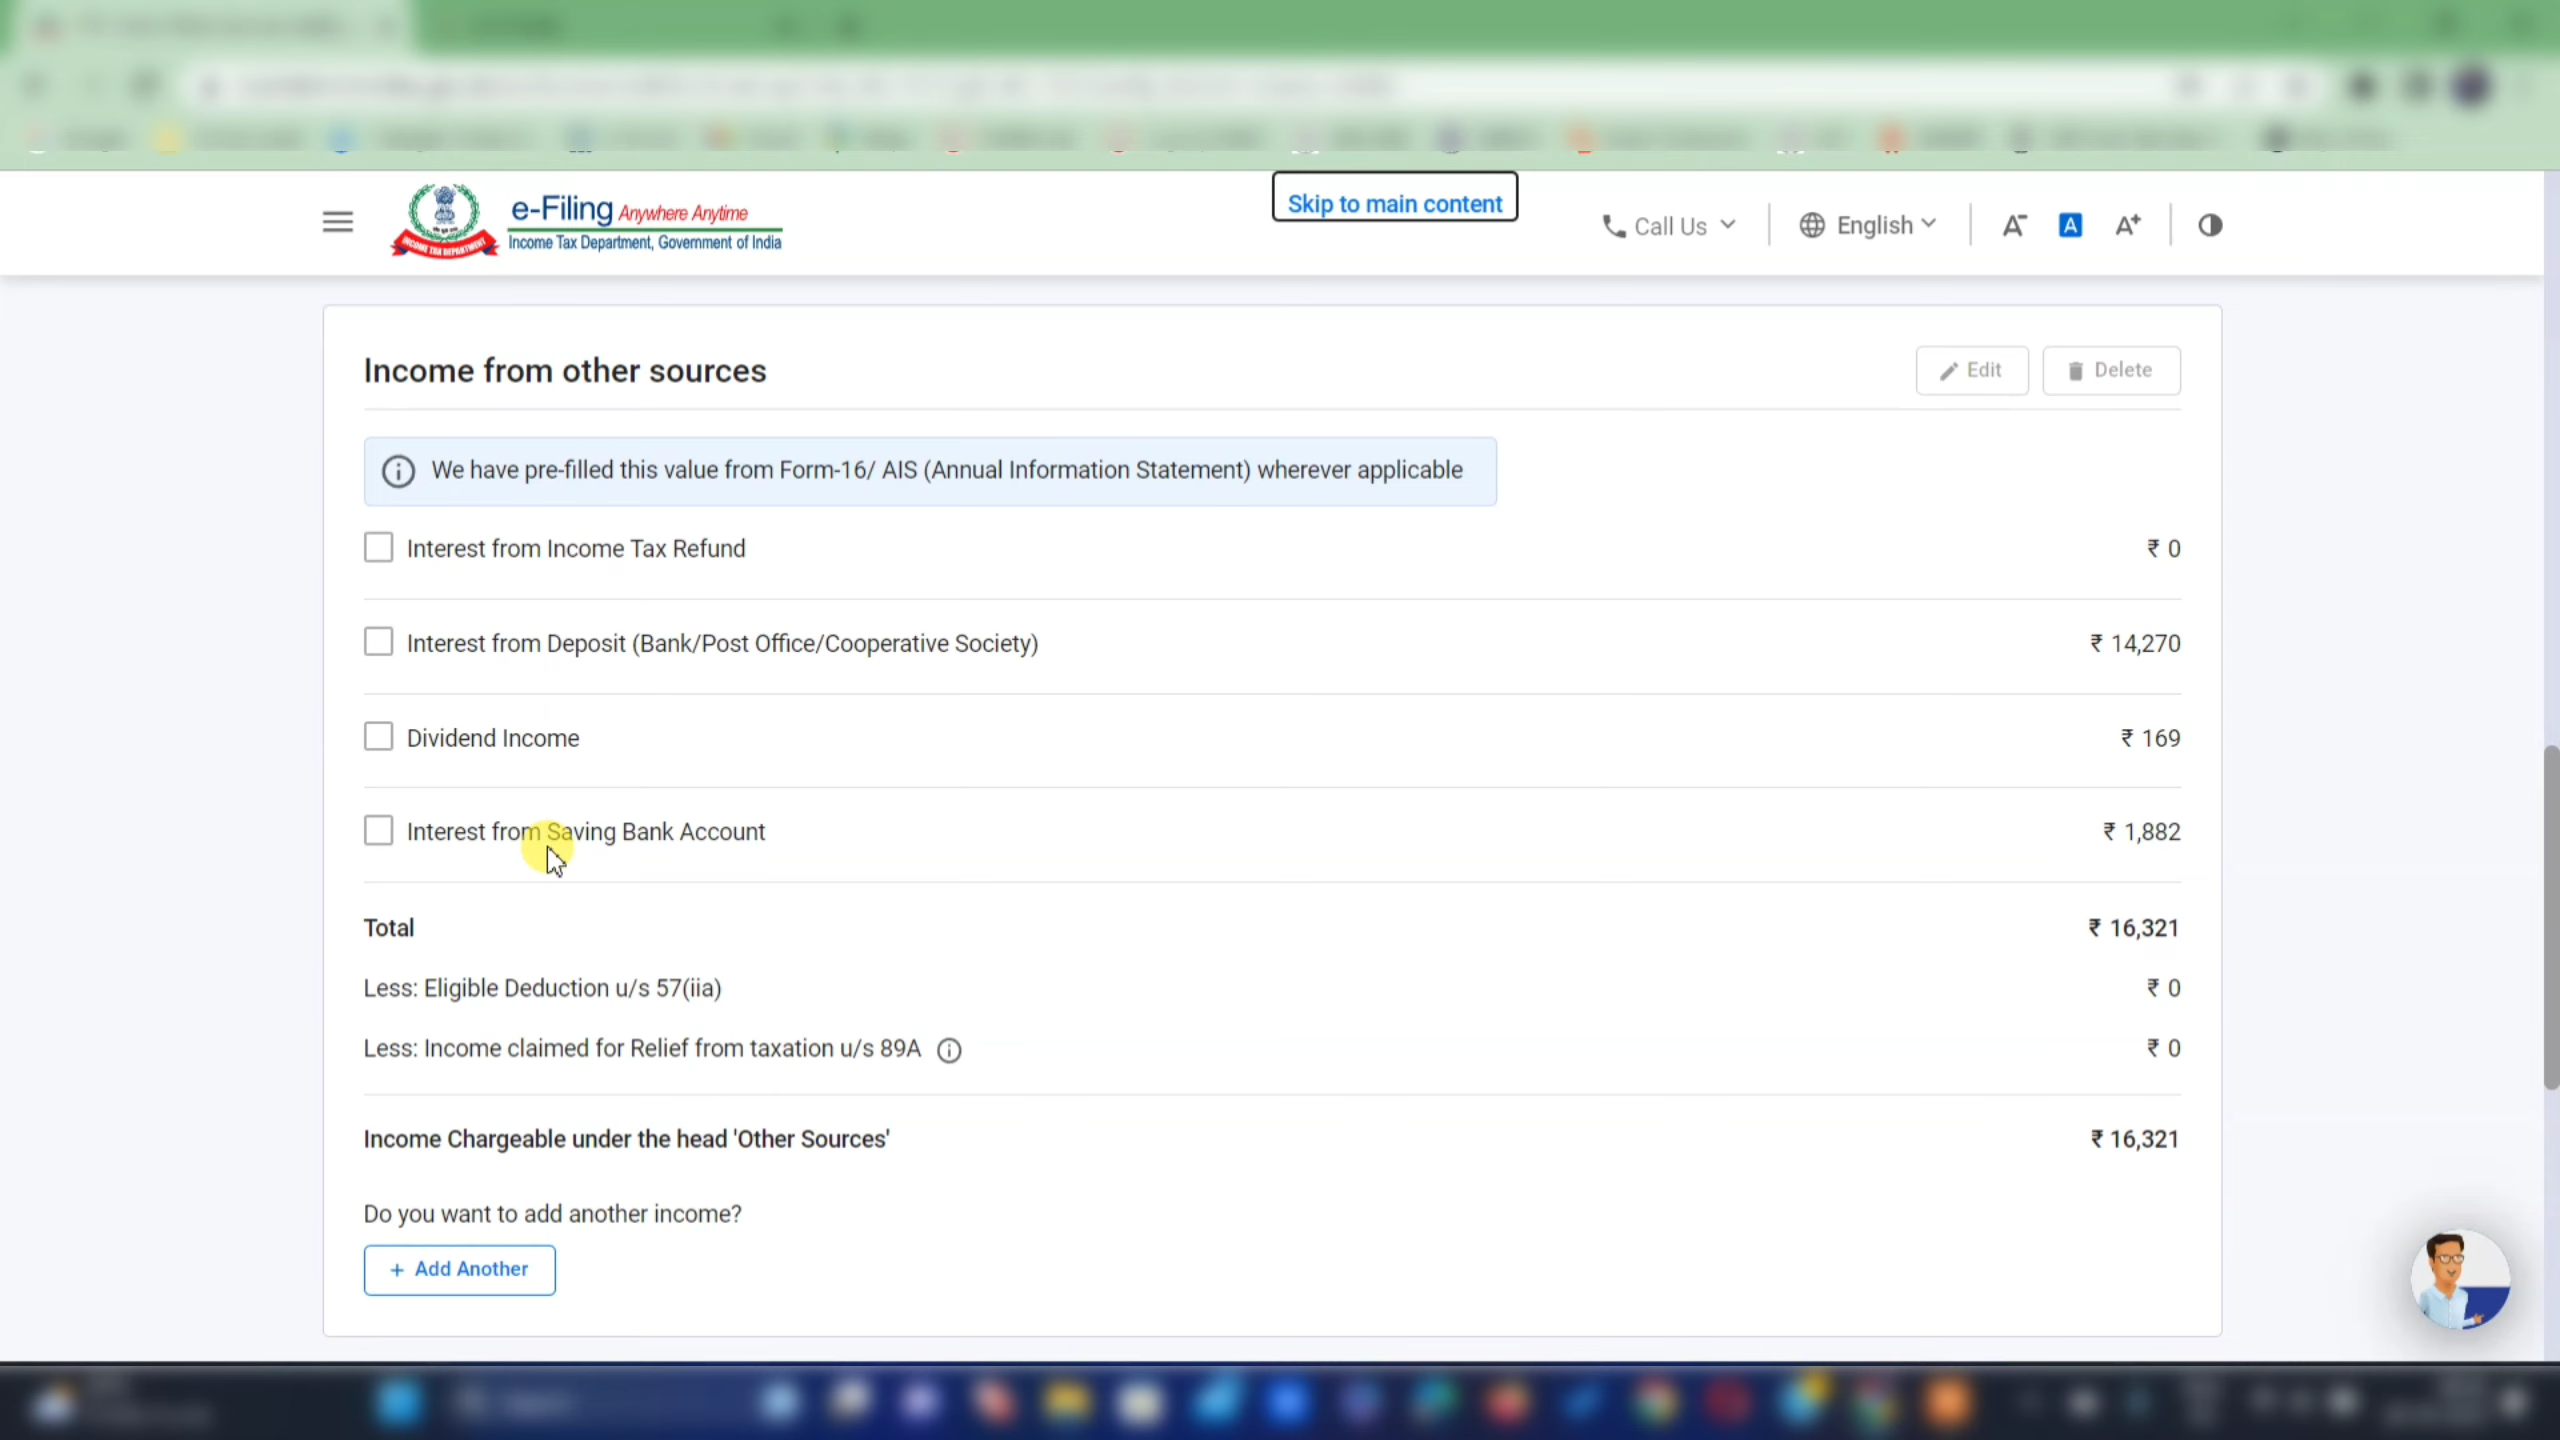 e-Filing Anywhere Anytime
Income Tax Department, Government of India
INCOME TAX DEPARTMENT
Skip to main content
Call Us
English
A-
A
A+
Income from other sources
Edit
Delete
We have pre-filled this value from Form-16/ AIS (Annual Information Statement) wherever applicable
Interest from Income Tax Refund ₹ 0
Interest from Deposit (Bank/Post Office/Cooperative Society) ₹ 14,270
Dividend Income ₹ 169
Interest from Saving Bank Account ₹ 1,882
Total ₹ 16,321
Less: Eligible Deduction u/s 57(iia) ₹ 0
Less: Income claimed for Relief from taxation u/s 89A ₹ 0
Income Chargeable under the head 'Other Sources' ₹ 16,321
Do you want to add another income?
+ Add Another